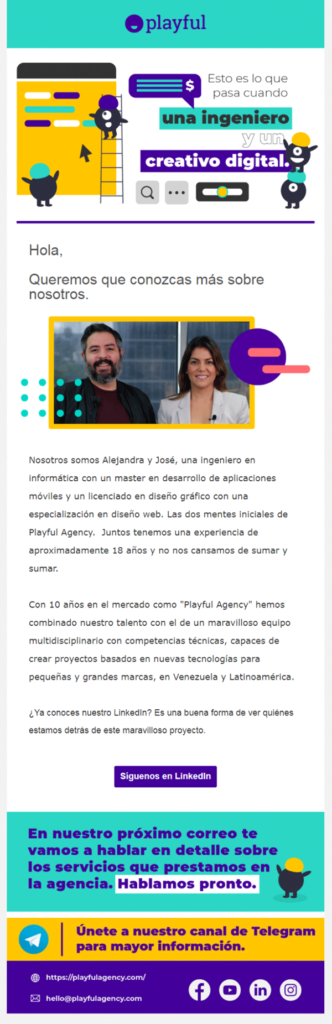 playful
$
Esto es lo que
pasa cuando
una ingeniero
y un
creativo digital.
Hola,
Queremos que conozcas más sobre
nosotros.
Nosotros somos Alejandra y José, una ingeniero en
informática con un master en desarrollo de aplicaciones
móviles y un licenciado en diseño gráfico con una
especialización en diseño web. Las dos mentes iniciales de
Playful Agency.  Juntos tenemos una experiencia de
aproximadamente 18 años y no nos cansamos de sumar y
sumar.
Con 10 años en el mercado como "Playful Agency" hemos
combinado nuestro talento con el de un maravilloso equipo
multidisciplinario con competencias técnicas, capaces de
crear proyectos basados en nuevas tecnologías para
pequeñas y grandes marcas, en Venezuela y Latinoamérica.
¿Ya conoces nuestro LinkedIn? Es una buena forma de ver quiénes
estamos detrás de este maravilloso proyecto.
Síguenos en LinkedIn
En nuestro próximo correo te
vamos a hablar en detalle sobre
los servicios que prestamos en
la agencia. Hablamos pronto.
Únete a nuestro canal de Telegram
para mayor información.
https://playfulagency.com/
hello@playfulagency.com